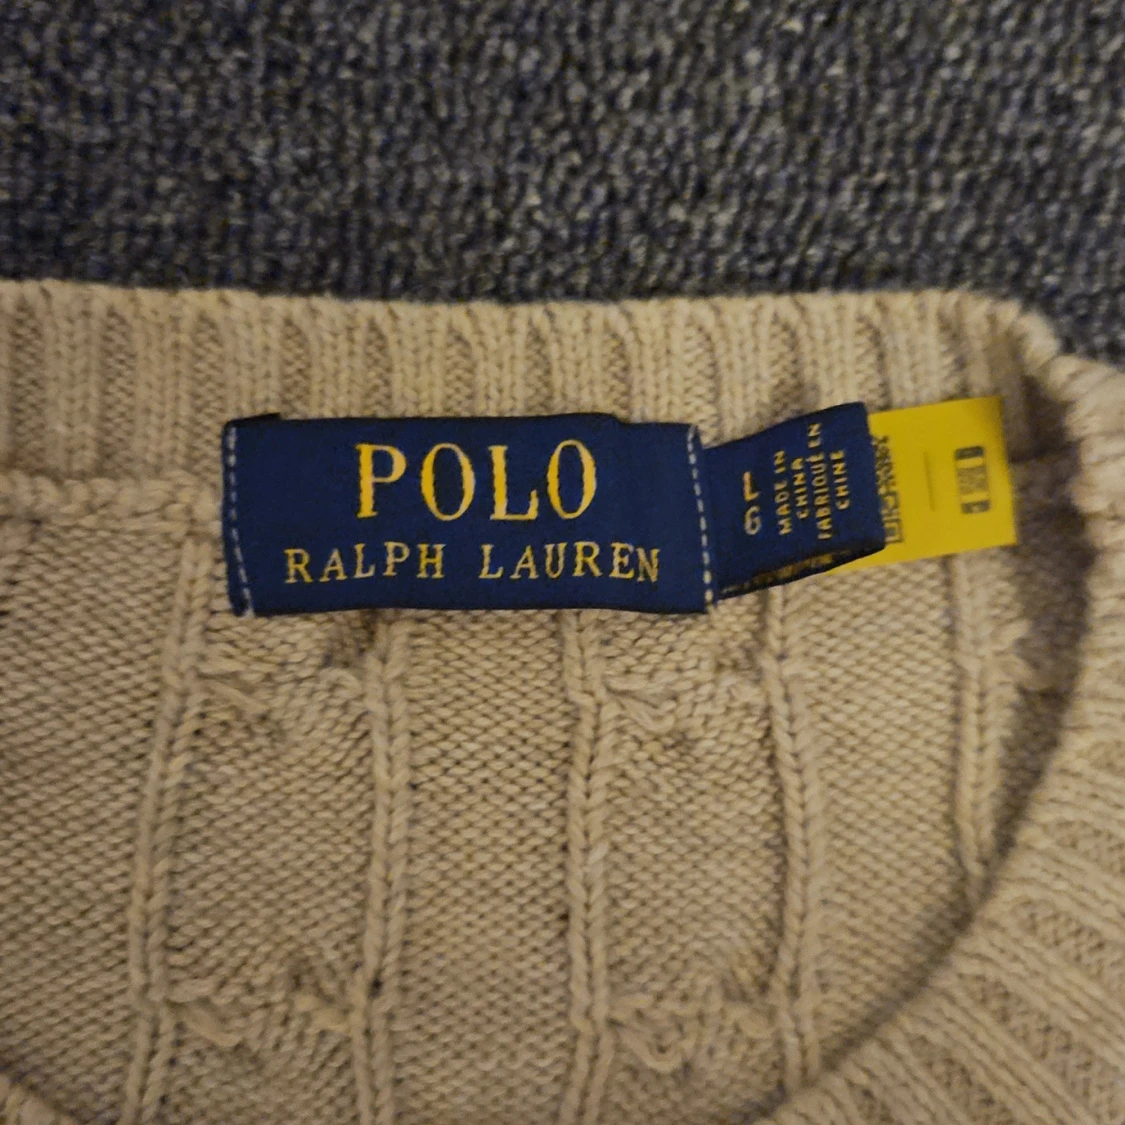 POLO
RALPH LAUREN
L
G
MADE IN
CHINA
FABRIQUÉ EN
CHINE